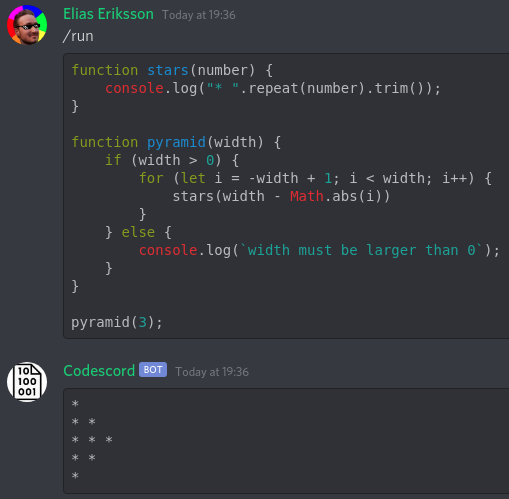 Elias Eriksson Today at 19:36
/run
function stars(number) {
    console.log("* ".repeat(number).trim());
}

function pyramid(width) {
    if (width > 0) {
        for (let i = -width + 1; i < width; i++) {
            stars(width - Math.abs(i))
        }
    } else {
        console.log(`width must be larger than 0`);
    }
}

pyramid(3);
10
100
001
Codescord BOT Today at 19:36
*
* *
* * *
* *
*